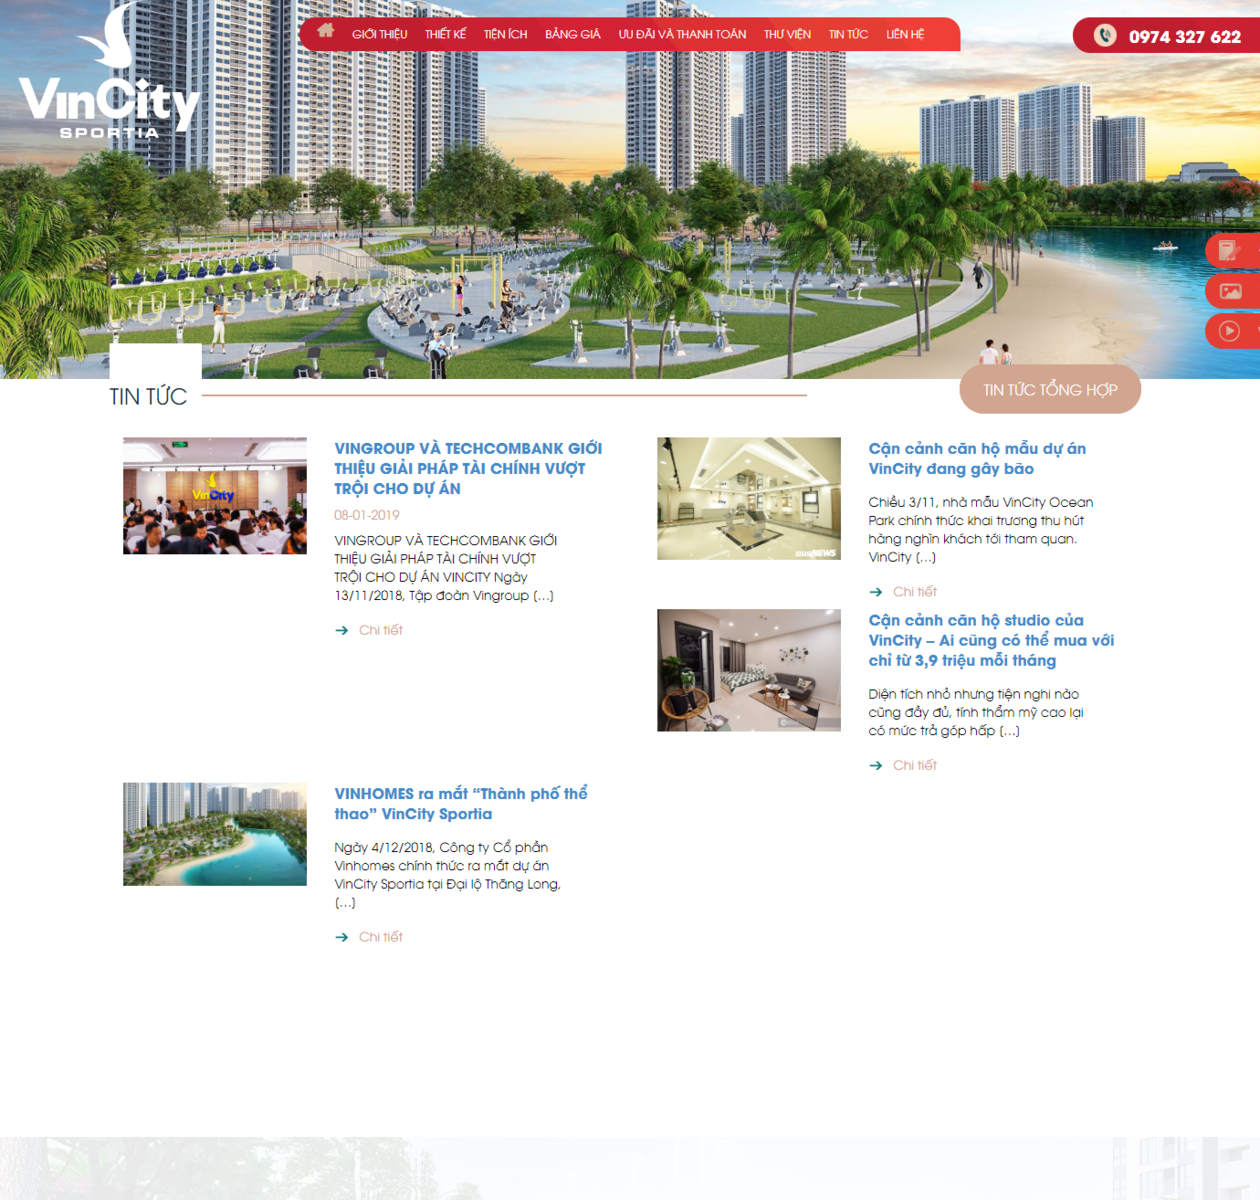 VinCity
SPORTIA
GIỚI THIỆU
THIẾT KẾ
TIỆN ÍCH
BẢNG GIÁ
ƯU ĐÃI VÀ THANH TOÁN
THƯ VIỆN
TIN TỨC
LIÊN HỆ
0974 327 622
TIN TỨC
TIN TỨC TỔNG HỢP
VinCity
VINGROUP VÀ TECHCOMBANK GIỚI
THIỆU GIẢI PHÁP TÀI CHÍNH VƯỢT
TRỘI CHO DỰ ÁN
08-01-2019
VINGROUP VÀ TECHCOMBANK GIỚI
THIỆU GIẢI PHÁP TÀI CHÍNH VƯỢT
TRỘI CHO DỰ ÁN VINCITY Ngày
13/11/2018, Tập đoàn Vingroup […]
Chi tiết
Cận cảnh căn hộ mẫu dự án
VinCity đang gây bão
Chiều 3/11, nhà mẫu VinCity Ocean
Park chính thức khai trương thu hút
hàng nghìn khách tới tham quan.
VinCity […]
Chi tiết
Cận cảnh căn hộ studio của
VinCity – Ai cũng có thể mua với
chỉ từ 3,9 triệu mỗi tháng
Diện tích nhỏ nhưng tiện nghi nào
cũng đầy đủ, tính thẩm mỹ cao lại
có mức trả góp hấp […]
Chi tiết
VINHOMES ra mắt “Thành phố thể
thao” VinCity Sportia
Ngày 4/12/2018, Công ty Cổ phần
Vinhomes chính thức ra mắt dự án
VinCity Sportia tại Đại lộ Thăng Long,
[…]
Chi tiết